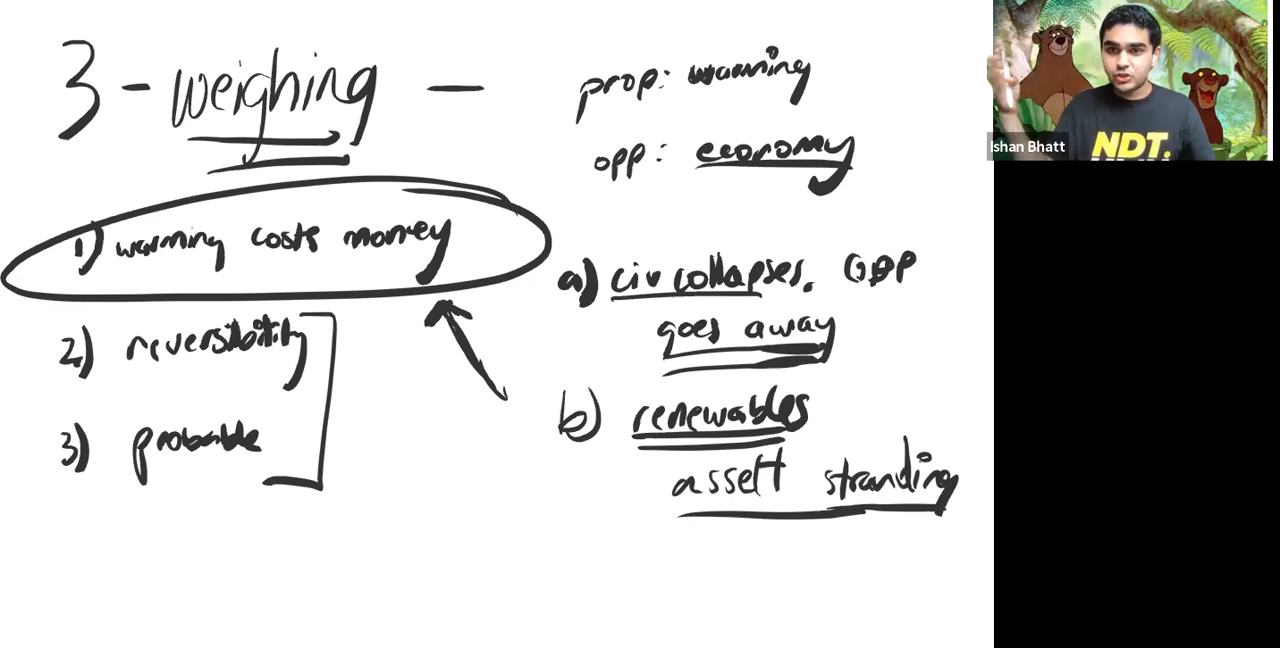 3 - weighing -
prop: warming
opp: economy
1) warming costs money
2) reversibility
3) probable
a) civ collapses. GDP
goes away
b) renewables
assett stranding
Ishan Bhatt
NDT.